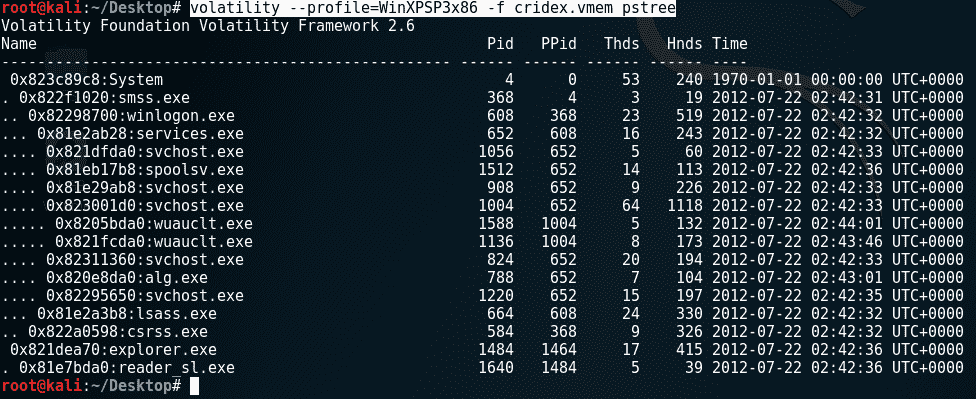 root@kali:~/Desktop# volatility --profile=WinXPSP3x86 -f cridex.vmem pstree
Volatility Foundation Volatility Framework 2.6
Name                                                  Pid   PPid   Thds   Hnds Time
-------------------------------------------------- ------ ------ ------ ------ ----
 0x823c89c8:System                                      4      0     53    240 1970-01-01 00:00:00 UTC+0000
. 0x822f1020:smss.exe                                 368      4      3     19 2012-07-22 02:42:31 UTC+0000
.. 0x82298700:winlogon.exe                            608    368     23    519 2012-07-22 02:42:32 UTC+0000
... 0x81e2ab28:services.exe                           652    608     16    243 2012-07-22 02:42:32 UTC+0000
.... 0x821dfda0:svchost.exe                          1056    652      5     60 2012-07-22 02:42:33 UTC+0000
.... 0x81eb17b8:spoolsv.exe                          1512    652     14    113 2012-07-22 02:42:36 UTC+0000
.... 0x81e29ab8:svchost.exe                           908    652      9    226 2012-07-22 02:42:33 UTC+0000
.... 0x823001d0:svchost.exe                          1004    652     64   1118 2012-07-22 02:42:33 UTC+0000
..... 0x8205bda0:wuauclt.exe                         1588   1004      5    132 2012-07-22 02:44:01 UTC+0000
..... 0x821fcda0:wuauclt.exe                         1136   1004      8    173 2012-07-22 02:43:46 UTC+0000
.... 0x82311360:svchost.exe                           824    652     20    194 2012-07-22 02:42:33 UTC+0000
.... 0x820e8da0:alg.exe                               788    652      7    104 2012-07-22 02:43:01 UTC+0000
.... 0x82295650:svchost.exe                          1220    652     15    197 2012-07-22 02:42:35 UTC+0000
... 0x81e2a3b8:lsass.exe                              664    608     24    330 2012-07-22 02:42:32 UTC+0000
.. 0x822a0598:csrss.exe                               584    368      9    326 2012-07-22 02:42:32 UTC+0000
 0x821dea70:explorer.exe                             1484   1464     17    415 2012-07-22 02:42:36 UTC+0000
. 0x81e7bda0:reader_sl.exe                           1640   1484      5     39 2012-07-22 02:42:36 UTC+0000
root@kali:~/Desktop#